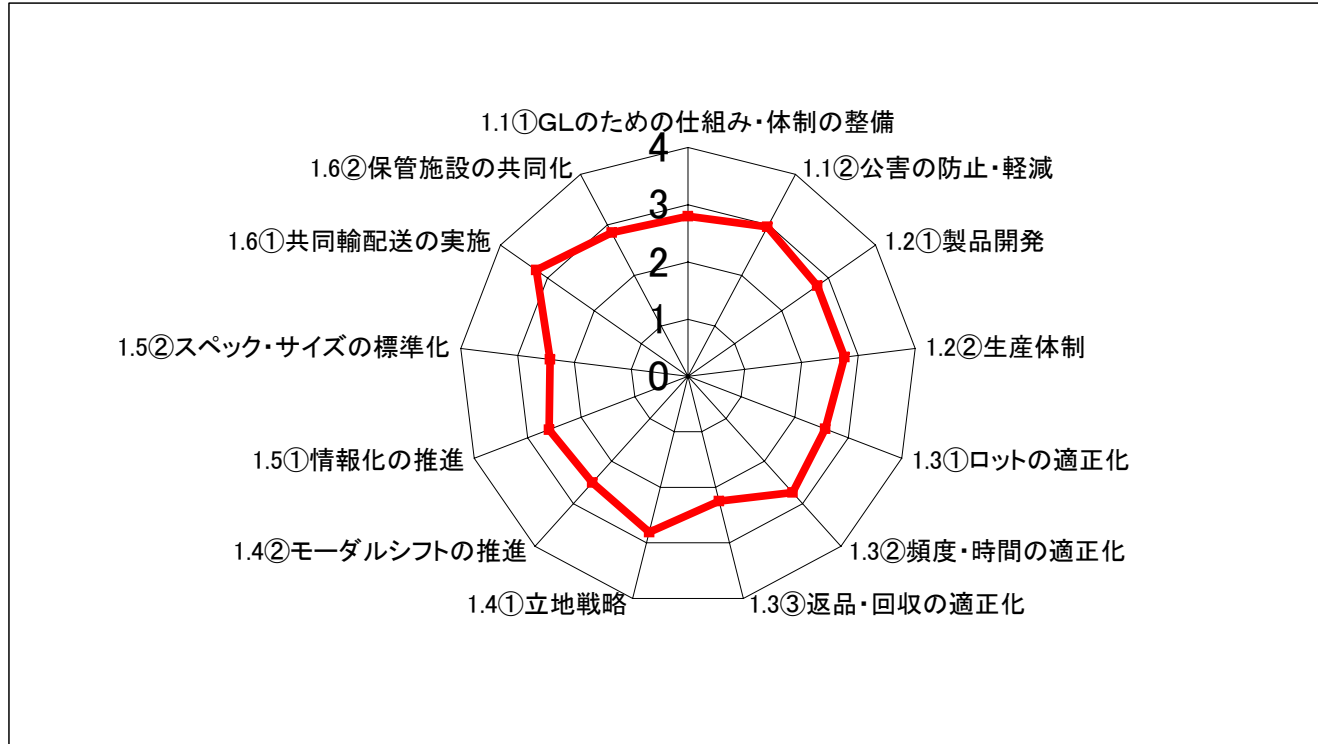 1.1①GLのための仕組み・体制の整備
4
1.6②保管施設の共同化
1.1②公害の防止・軽減
3
1.6①共同輸配送の実施
1.2①製品開発
2
1
1.5②スペック・サイズの標準化
1.2②生産体制
0
1.5①情報化の推進
1.3①ロットの適正化
1.4②モーダルシフトの推進
1.3②頻度・時間の適正化
1.4①立地戦略
1.3③返品・回収の適正化